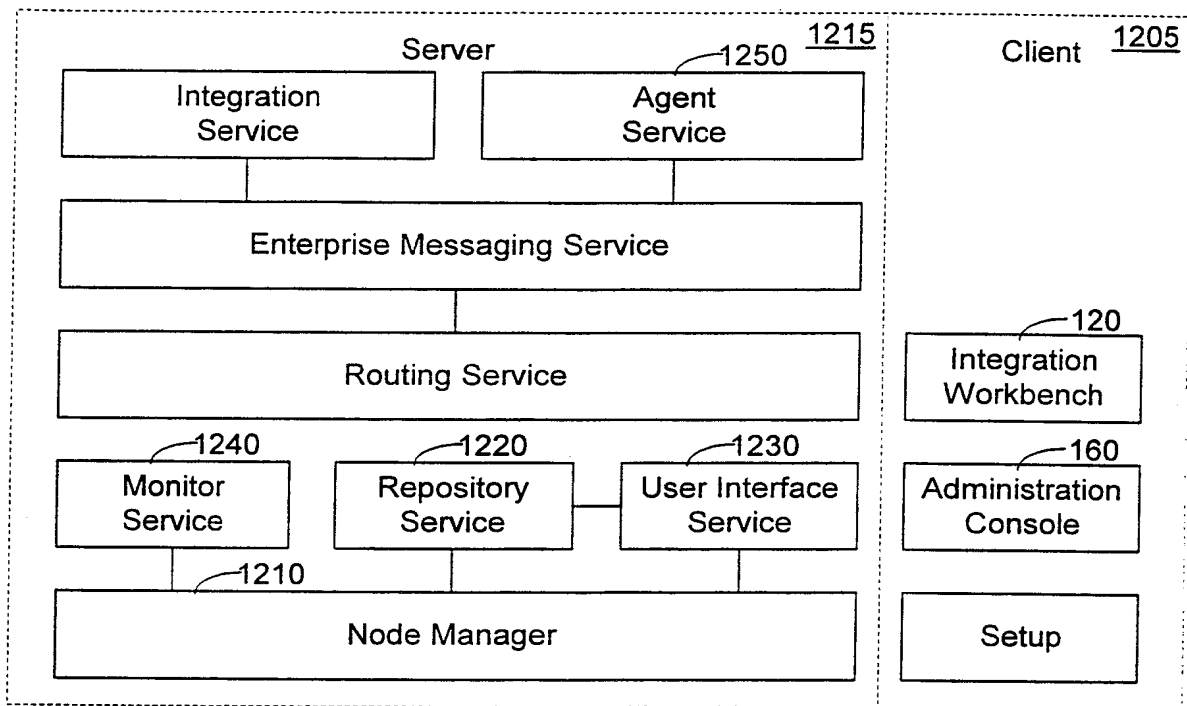 Server
1215
Client
1205
1250
Integration
Service
Agent
Service
Enterprise Messaging Service
Routing Service
120
Integration
Workbench
1240
Monitor
Service
1220
Repository
Service
1230
User Interface
Service
160
Administration
Console
1210
Node Manager
Setup